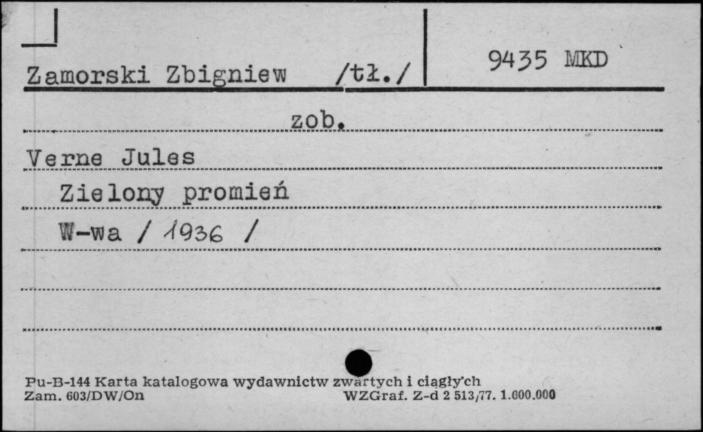 Zamorski Zbigniew /tł./ 9435 MKD
zob.
Verne Jules
Zielony promień
W-wa / 1936 /
Pu-B-144 Karta katalogowa wydawnictw zwartych i ciągłych
Zam. 603/DW/On WZGraf. Z-d 2 513/77. 1.000.000